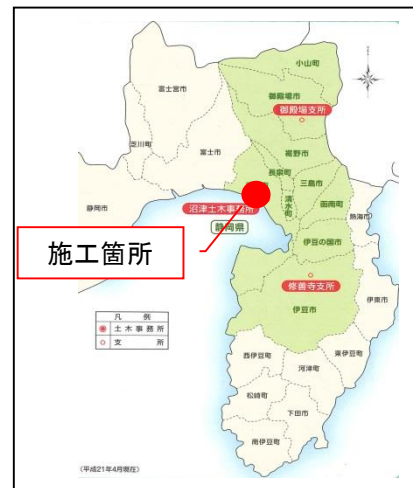 小山町
御殿場市
御殿場支所
富士宮市
芝川町
富士市
裾野市
長泉町
三島市
清水町
函南町
熱海市
静岡市
沼津土木事務所
静岡県
施工箇所
伊豆の国市
修善寺支所
伊豆市
伊東市
凡 例
土木事務所
支 所
西伊豆町
河津町
東伊豆町
松崎町
下田市
南伊豆町
(平成21年4月現在)